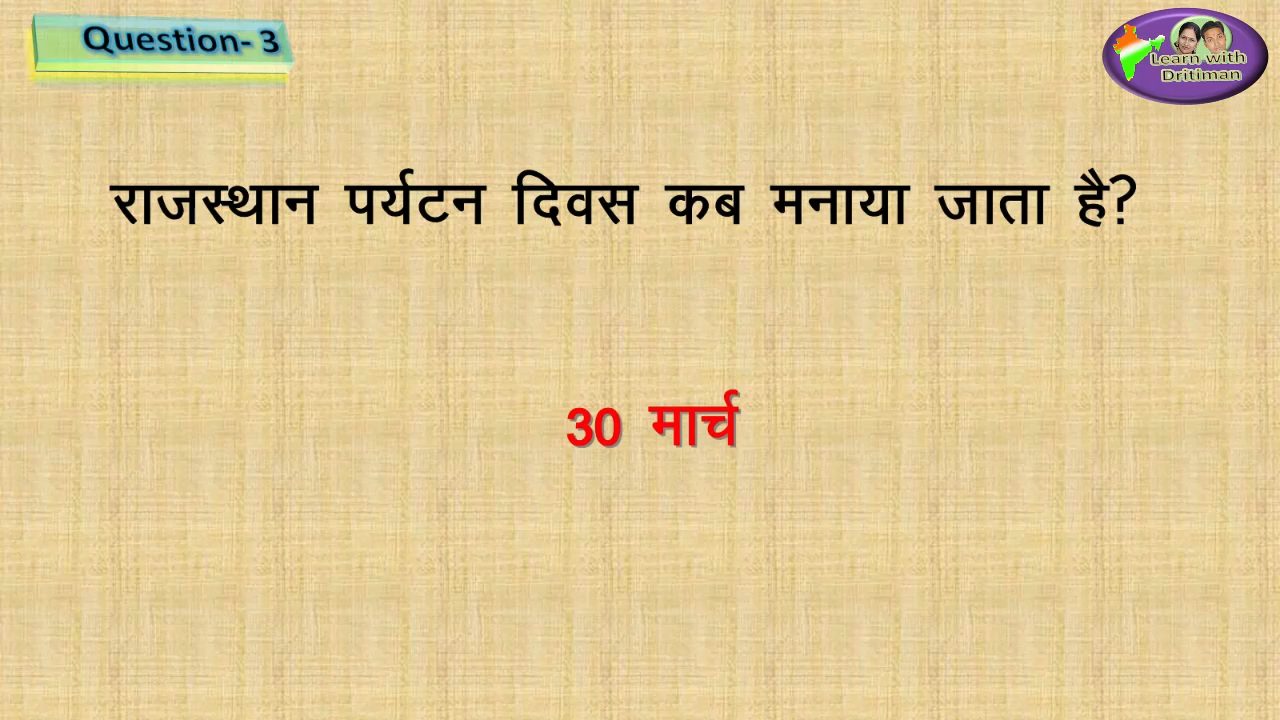 Question- 3
Learn with
Dritiman
राजस्थान पर्यटन दिवस कब मनाया जाता है?
30 मार्च